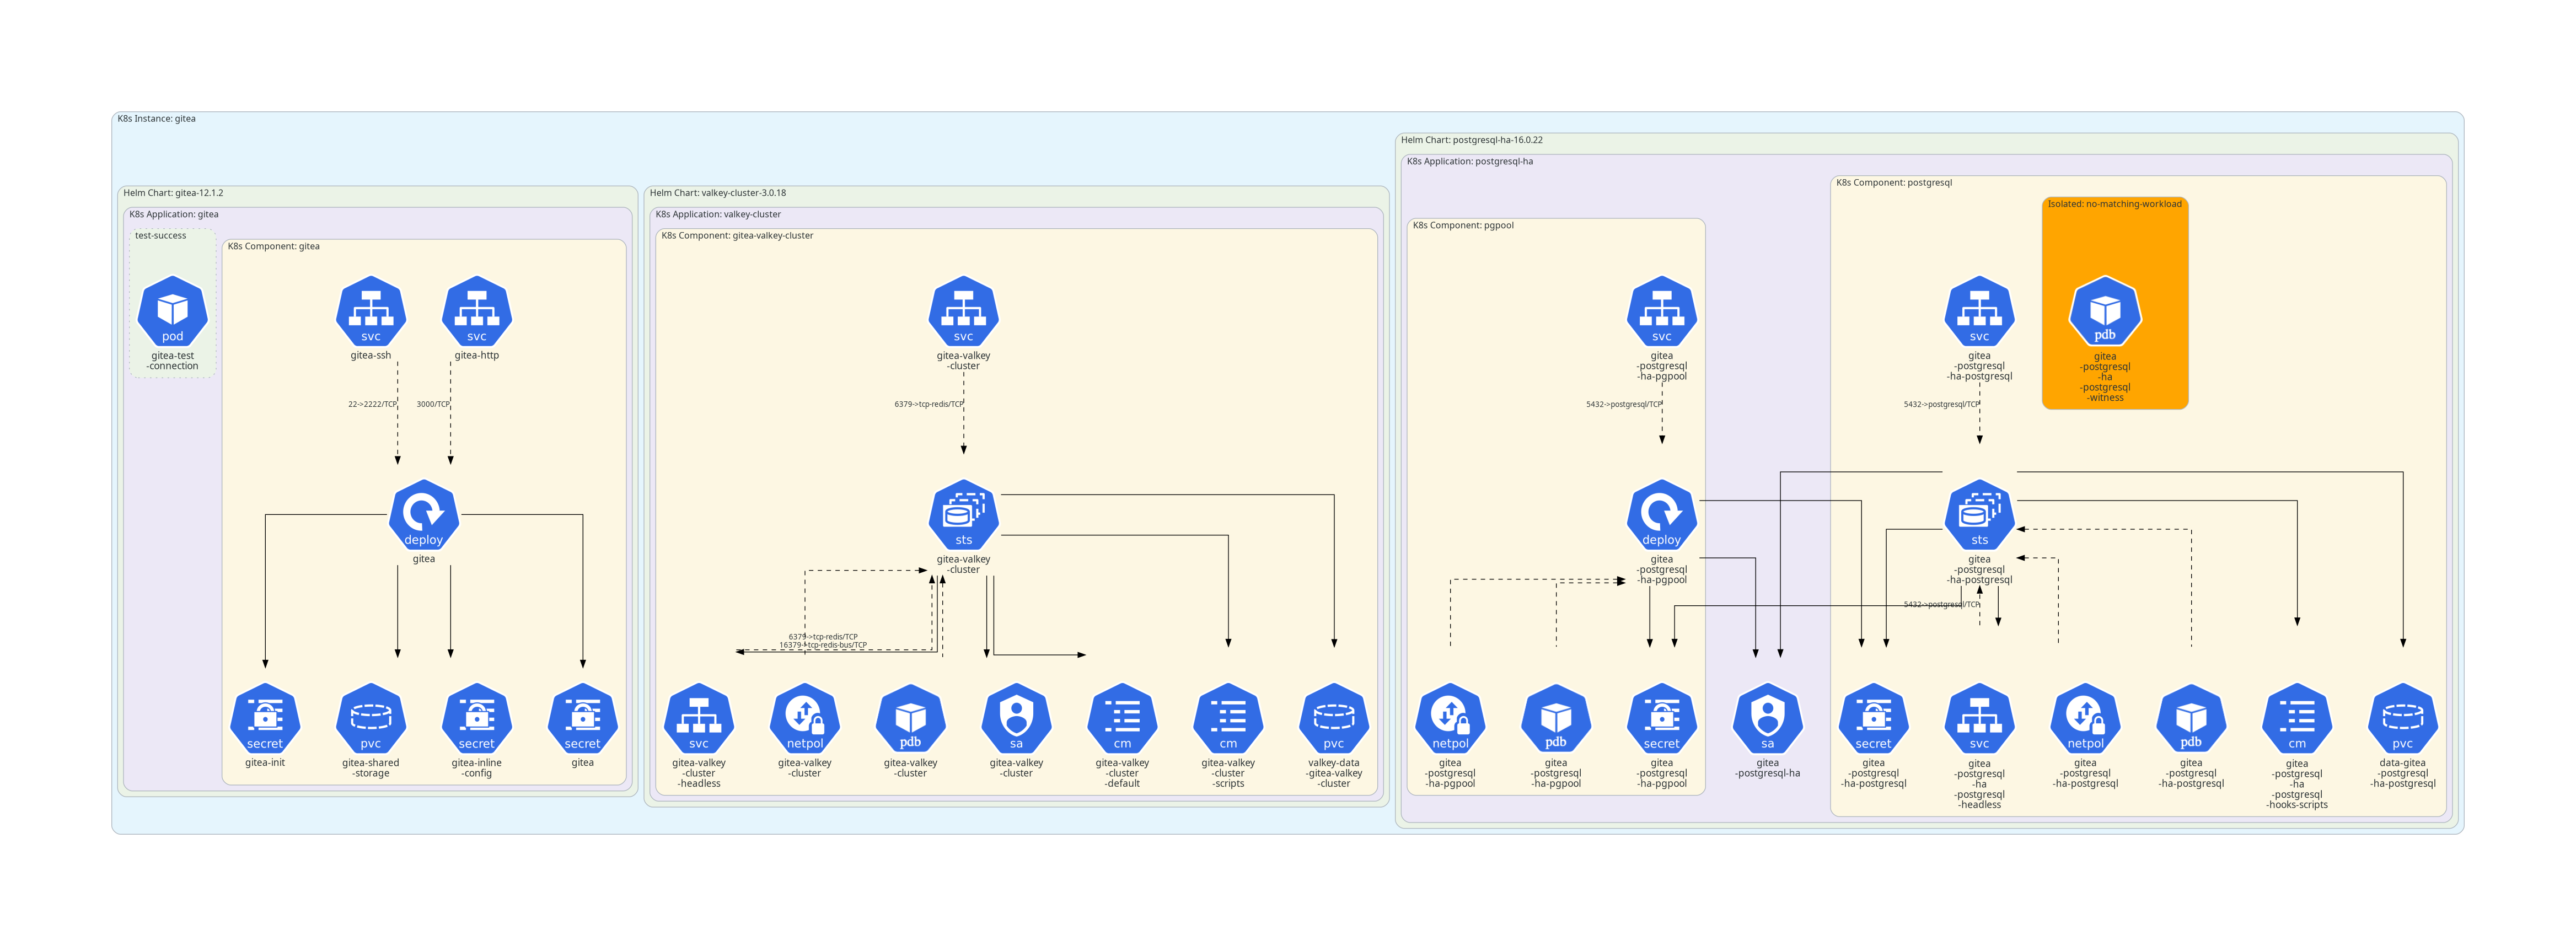 K8s Instance: gitea
Helm Chart: gitea-12.1.2
K8s Application: gitea
test-success
pod
gitea-test
-connection
K8s Component: gitea
svc
gitea-ssh
svc
gitea-http
22->2222/TCP
3000/TCP
deploy
gitea
secret
gitea-init
pvc
gitea-shared
-storage
secret
gitea-inline
-config
secret
gitea
Helm Chart: valkey-cluster-3.0.18
K8s Application: valkey-cluster
K8s Component: gitea-valkey-cluster
svc
gitea-valkey
-cluster
6379->tcp-redis/TCP
sts
gitea-valkey
-cluster
6379->tcp-redis/TCP
16379->tcp-redis-bus/TCP
svc
gitea-valkey
-cluster
-headless
netpol
gitea-valkey
-cluster
pdb
gitea-valkey
-cluster
sa
gitea-valkey
-cluster
cm
gitea-valkey
-cluster
-default
cm
gitea-valkey
-cluster
-scripts
pvc
valkey-data
-gitea-valkey
-cluster
Helm Chart: postgresql-ha-16.0.22
K8s Application: postgresql-ha
K8s Component: pgpool
svc
gitea
-postgresql
-ha-pgpool
5432->postgresql/TCP
deploy
gitea
-postgresql
-ha-pgpool
netpol
gitea
-postgresql
-ha-pgpool
pdb
gitea
-postgresql
-ha-pgpool
secret
gitea
-postgresql
-ha-pgpool
sa
gitea
-postgresql-ha
K8s Component: postgresql
svc
gitea
-postgresql
-ha-postgresql
Isolated: no-matching-workload
pdb
gitea
-postgresql
-ha
-postgresql
-witness
5432->postgresql/TCP
sts
gitea
-postgresql
-ha-postgresql
5432->postgresql/TCP
secret
gitea
-postgresql
-ha-postgresql
svc
gitea
-postgresql
-ha
-postgresql
-headless
netpol
gitea
-postgresql
-ha-postgresql
pdb
gitea
-postgresql
-ha-postgresql
cm
gitea
-postgresql
-ha
-postgresql
-hooks-scripts
pvc
data-gitea
-postgresql
-ha-postgresql